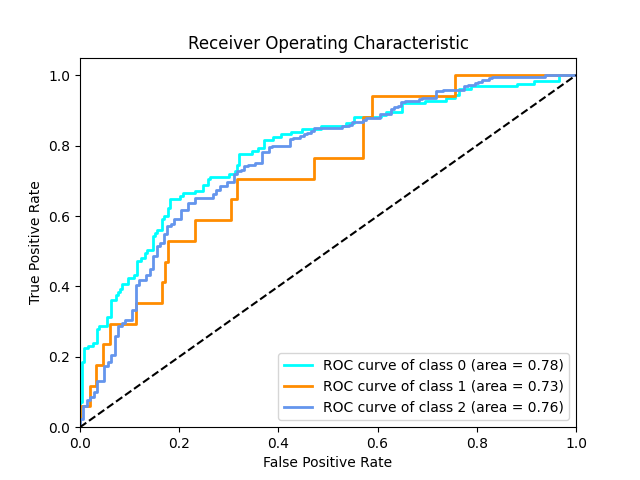 Receiver Operating Characteristic
1.0
0.8
0.6
0.4
0.2
0.0
True Positive Rate
ROC curve of class 0 (area = 0.78)
ROC curve of class 1 (area = 0.73)
ROC curve of class 2 (area = 0.76)
0.0 0.2 0.4 0.6 0.8 1.0
False Positive Rate